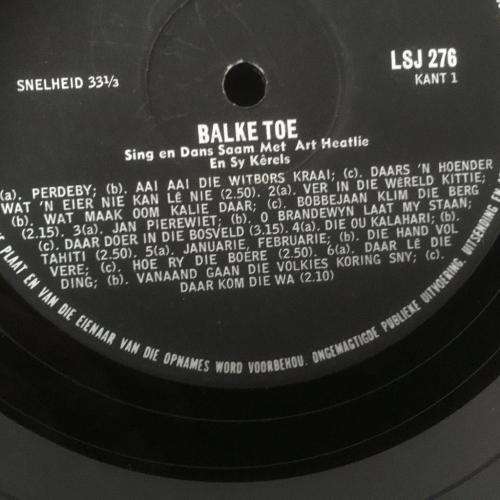 SNELHEID 33⅓
LSJ 276
KANT 1
BALKE TOE
Sing en Dans Saam Met Art Heatlie
En Sy Kêrels
(a). PERDEBY; (b). AAI AAI DIE WITBORS KRAAI; (c). DAARS 'N HOENDER
WAT 'N EIER NIE KAN LÊ NIE (2.50). 2(a). VER IN DIE WÊRELD KITTIE;
(b). WAT MAAK OOM KALIE DAAR; (c). BOBBEJAAN KLIM DIE BERG
(2.15). 3(a). JAN PIEREWIET; (b). O BRANDEWYN LAAT MY STAAN;
(c). DAAR DOER IN DIE BOSVELD (3.15). 4(a). DIE OU KALAHARI; (b).
TAHITI (2.50). 5(a). JANUARIE, FEBRUARIE; (b). DIE HAND VOL
VERE; (c). HOE RY DIE BOERE (2.50). 6(a). DAAR LÊ DIE
DING; (b). VANAAND GAAN DIE VOLKIES KORING SNY; (c).
DAAR KOM DIE WA (2.10)
PLAAT EN VAN DIE EIENAAR VAN DIE OPNAMES WORD VOORBEHOU. ONGEMAGTIGDE PUBLIEKE UITVOERING, UITSENDING EN